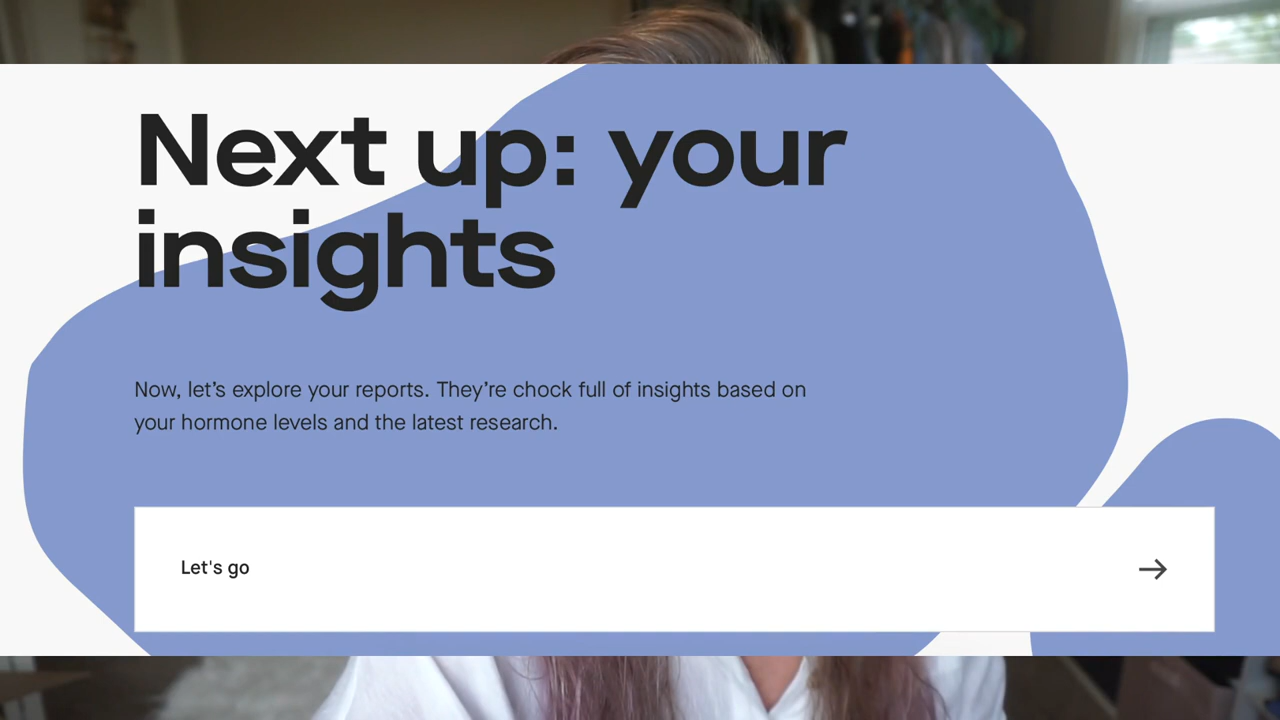 Next up: your
insights
Now, let’s explore your reports. They’re chock full of insights based on
your hormone levels and the latest research.
Let's go